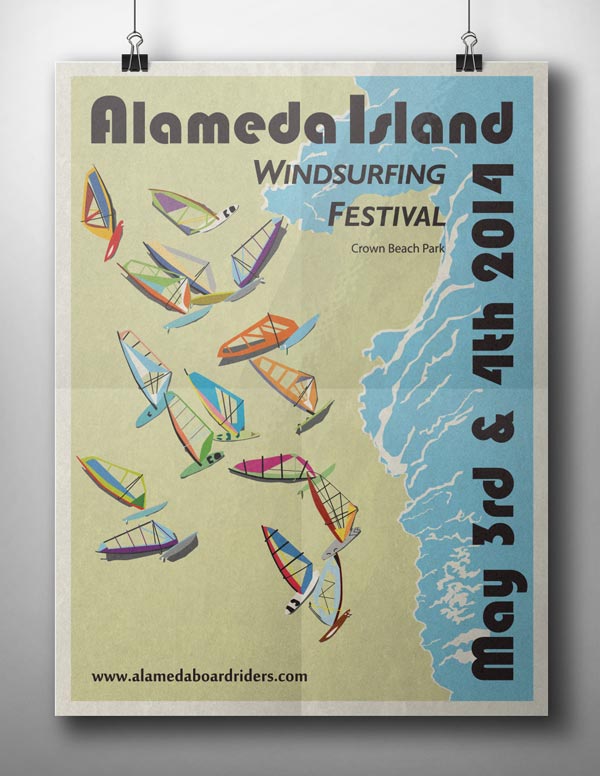 Alameda Island
WINDSURFING
FESTIVAL
Crown Beach Park
May 3rd & 4th 2014
www.alamedaboardriders.com